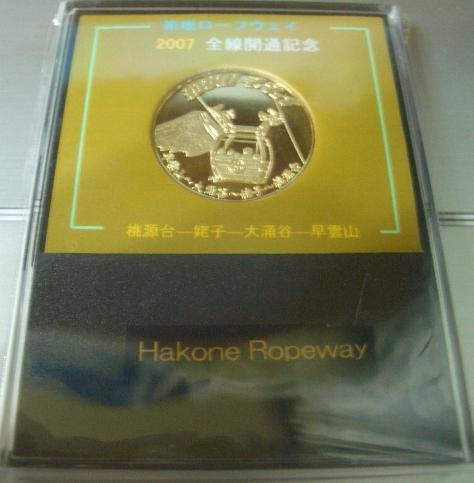 箱根ロープウェイ
2007 全線開通記念
桃源台―姥子―大涌谷―早雲山
Hakone Ropeway